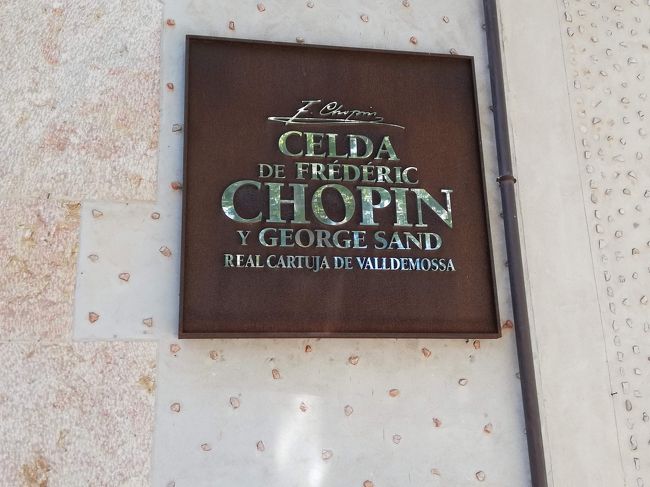 F. Chopin
CELDA
DE FRÉDÉRIC
CHOPIN
Y GEORGE SAND
REAL CARTUJA DE VALLDEMOSSA